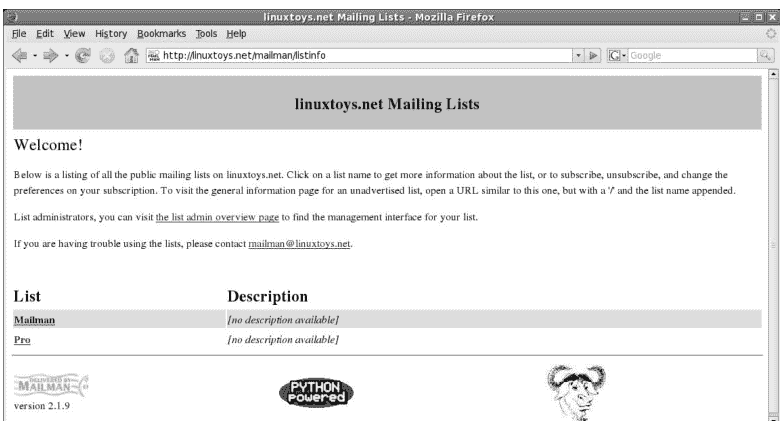 linuxtoys.net Mailing Lists - Mozilla Firefox
File Edit View History Bookmarks Tools Help
http://linuxtoys.net/mailman/listinfo
G Google
linuxtoys.net Mailing Lists
Welcome!
Below is a listing of all the public mailing lists on linuxtoys.net. Click on a list name to get more information about the list, or to subscribe, unsubscribe, and change the
preferences on your subscription. To visit the general information page for an unadvertised list, open a URL similar to this one, but with a '/' and the list name appended.
List administrators, you can visit the list admin overview page to find the management interface for your list.
If you are having trouble using the lists, please contact mailman@linuxtoys.net.
List Description
Mailman [no description available]
Pro [no description available]
DELIVERED BY
MAILMAN
PYTHON
Powered
version 2.1.9